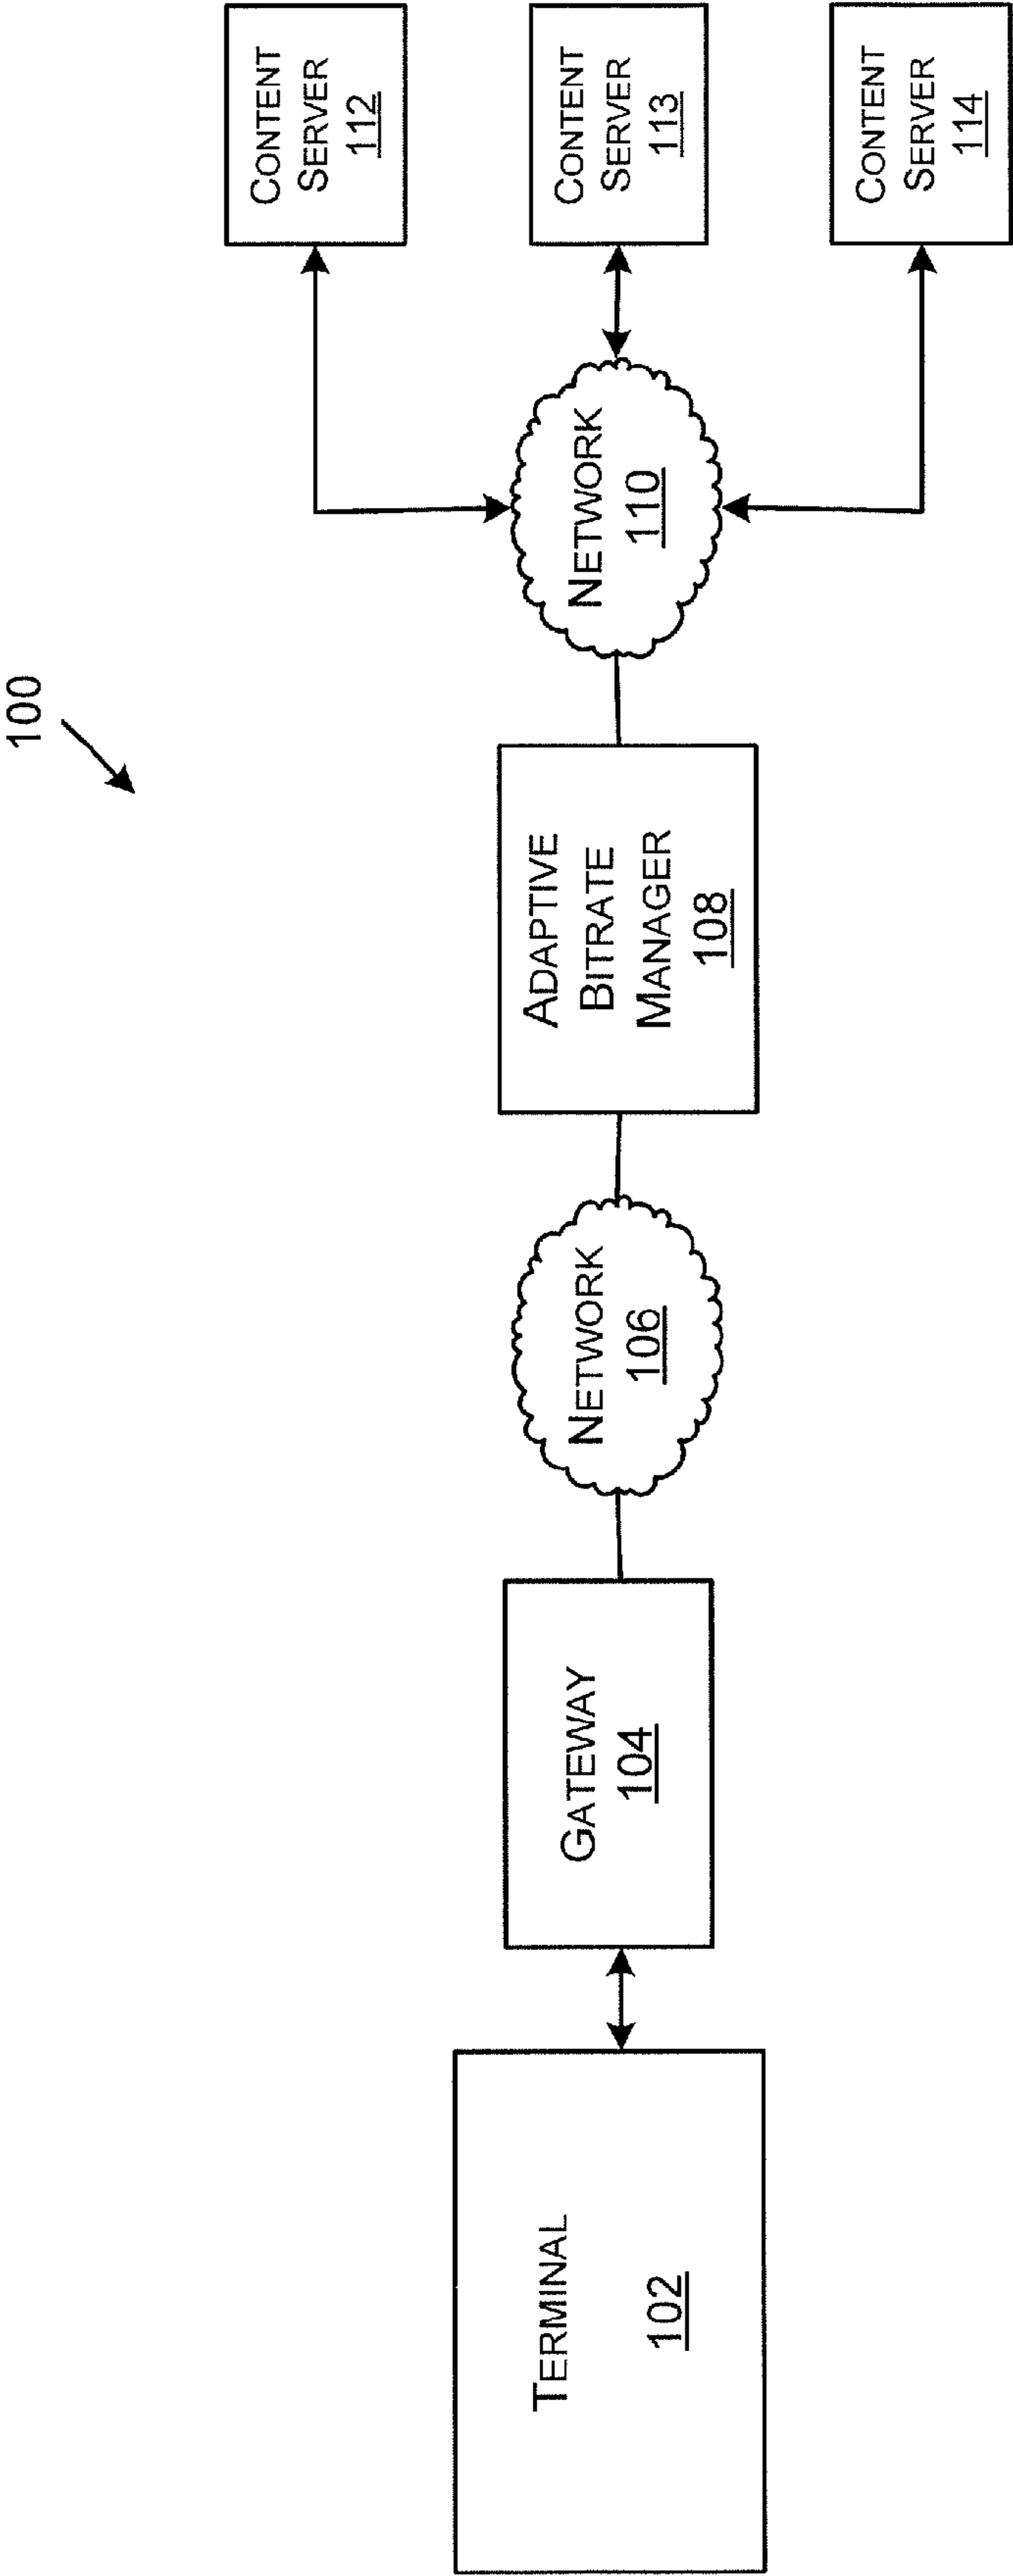 100
TERMINAL
102
GATEWAY
104
NETWORK
106
ADAPTIVE
BITRATE
MANAGER
108
NETWORK
110
CONTENT
SERVER
112
CONTENT
SERVER
113
CONTENT
SERVER
114